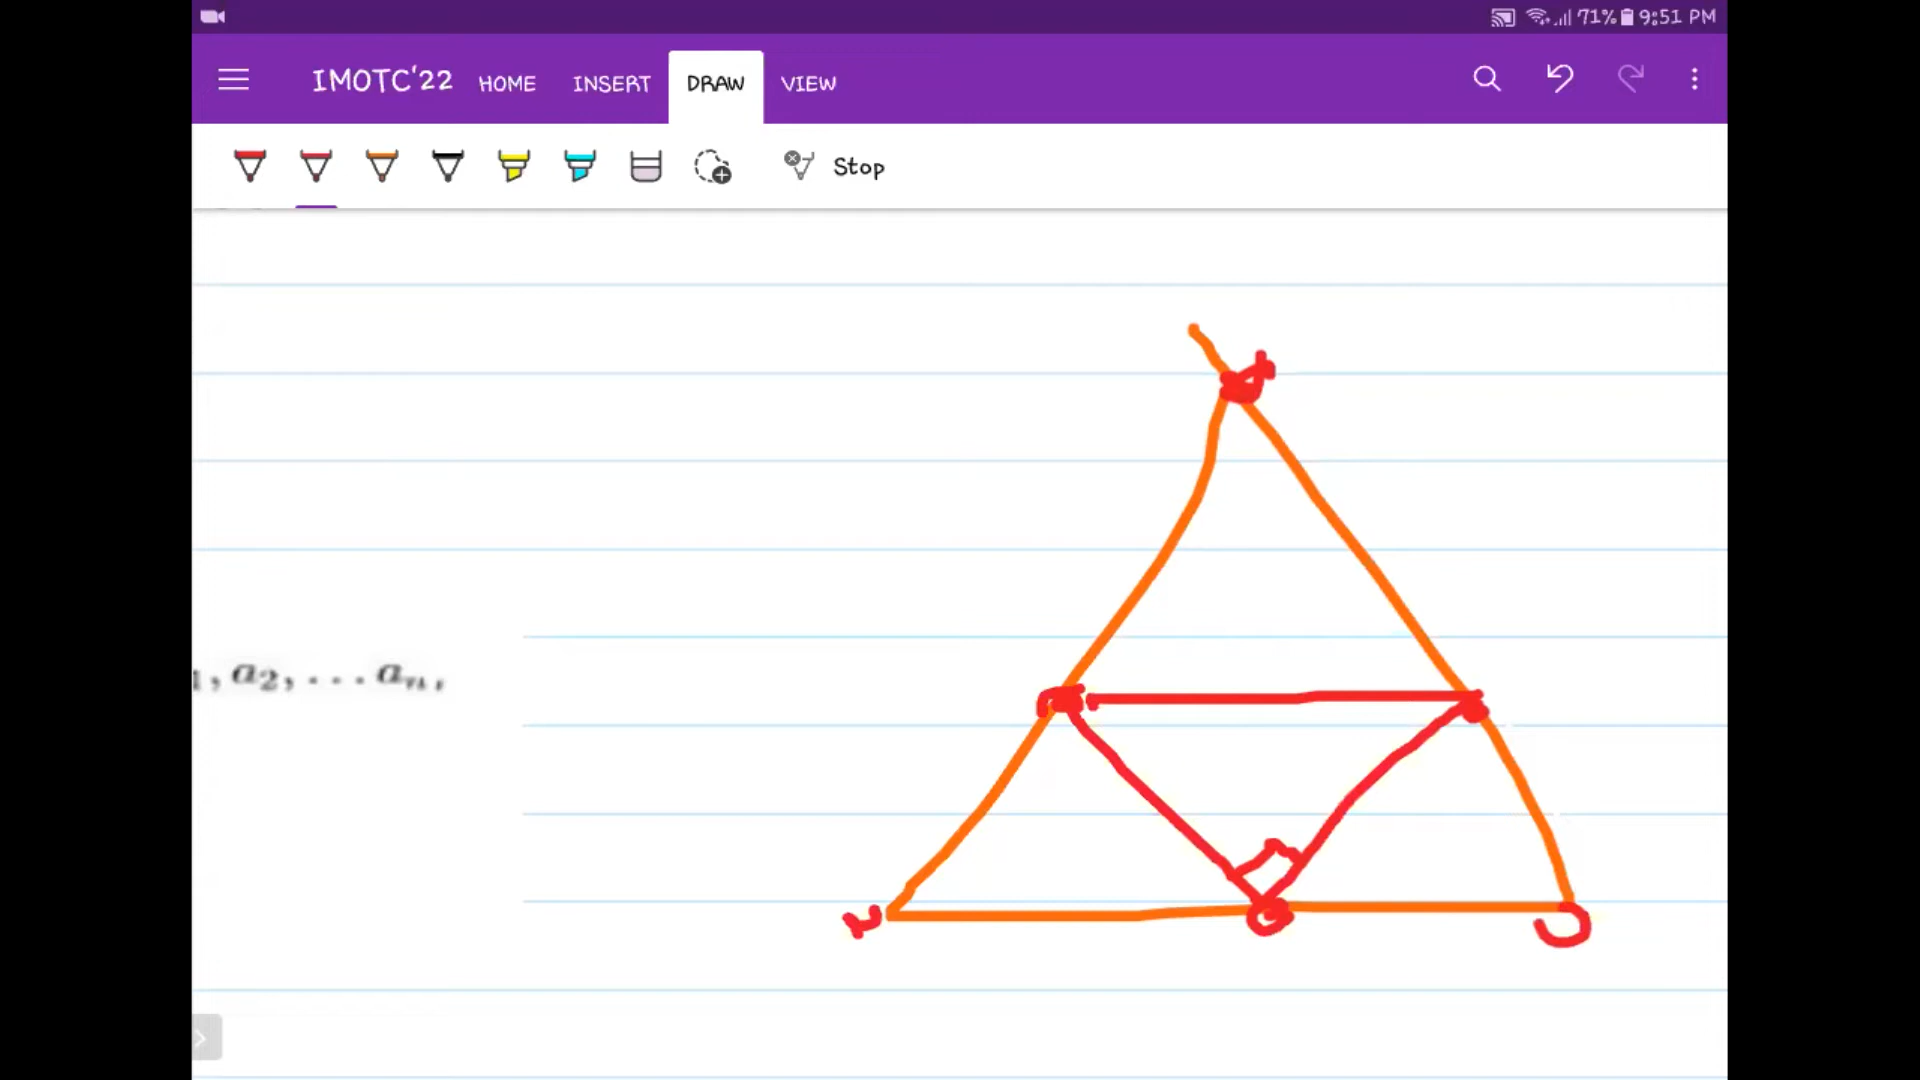 71% 9:51 PM
IMOTC'22 HOME INSERT DRAW VIEW
Stop
, a₂, ... aₙ,